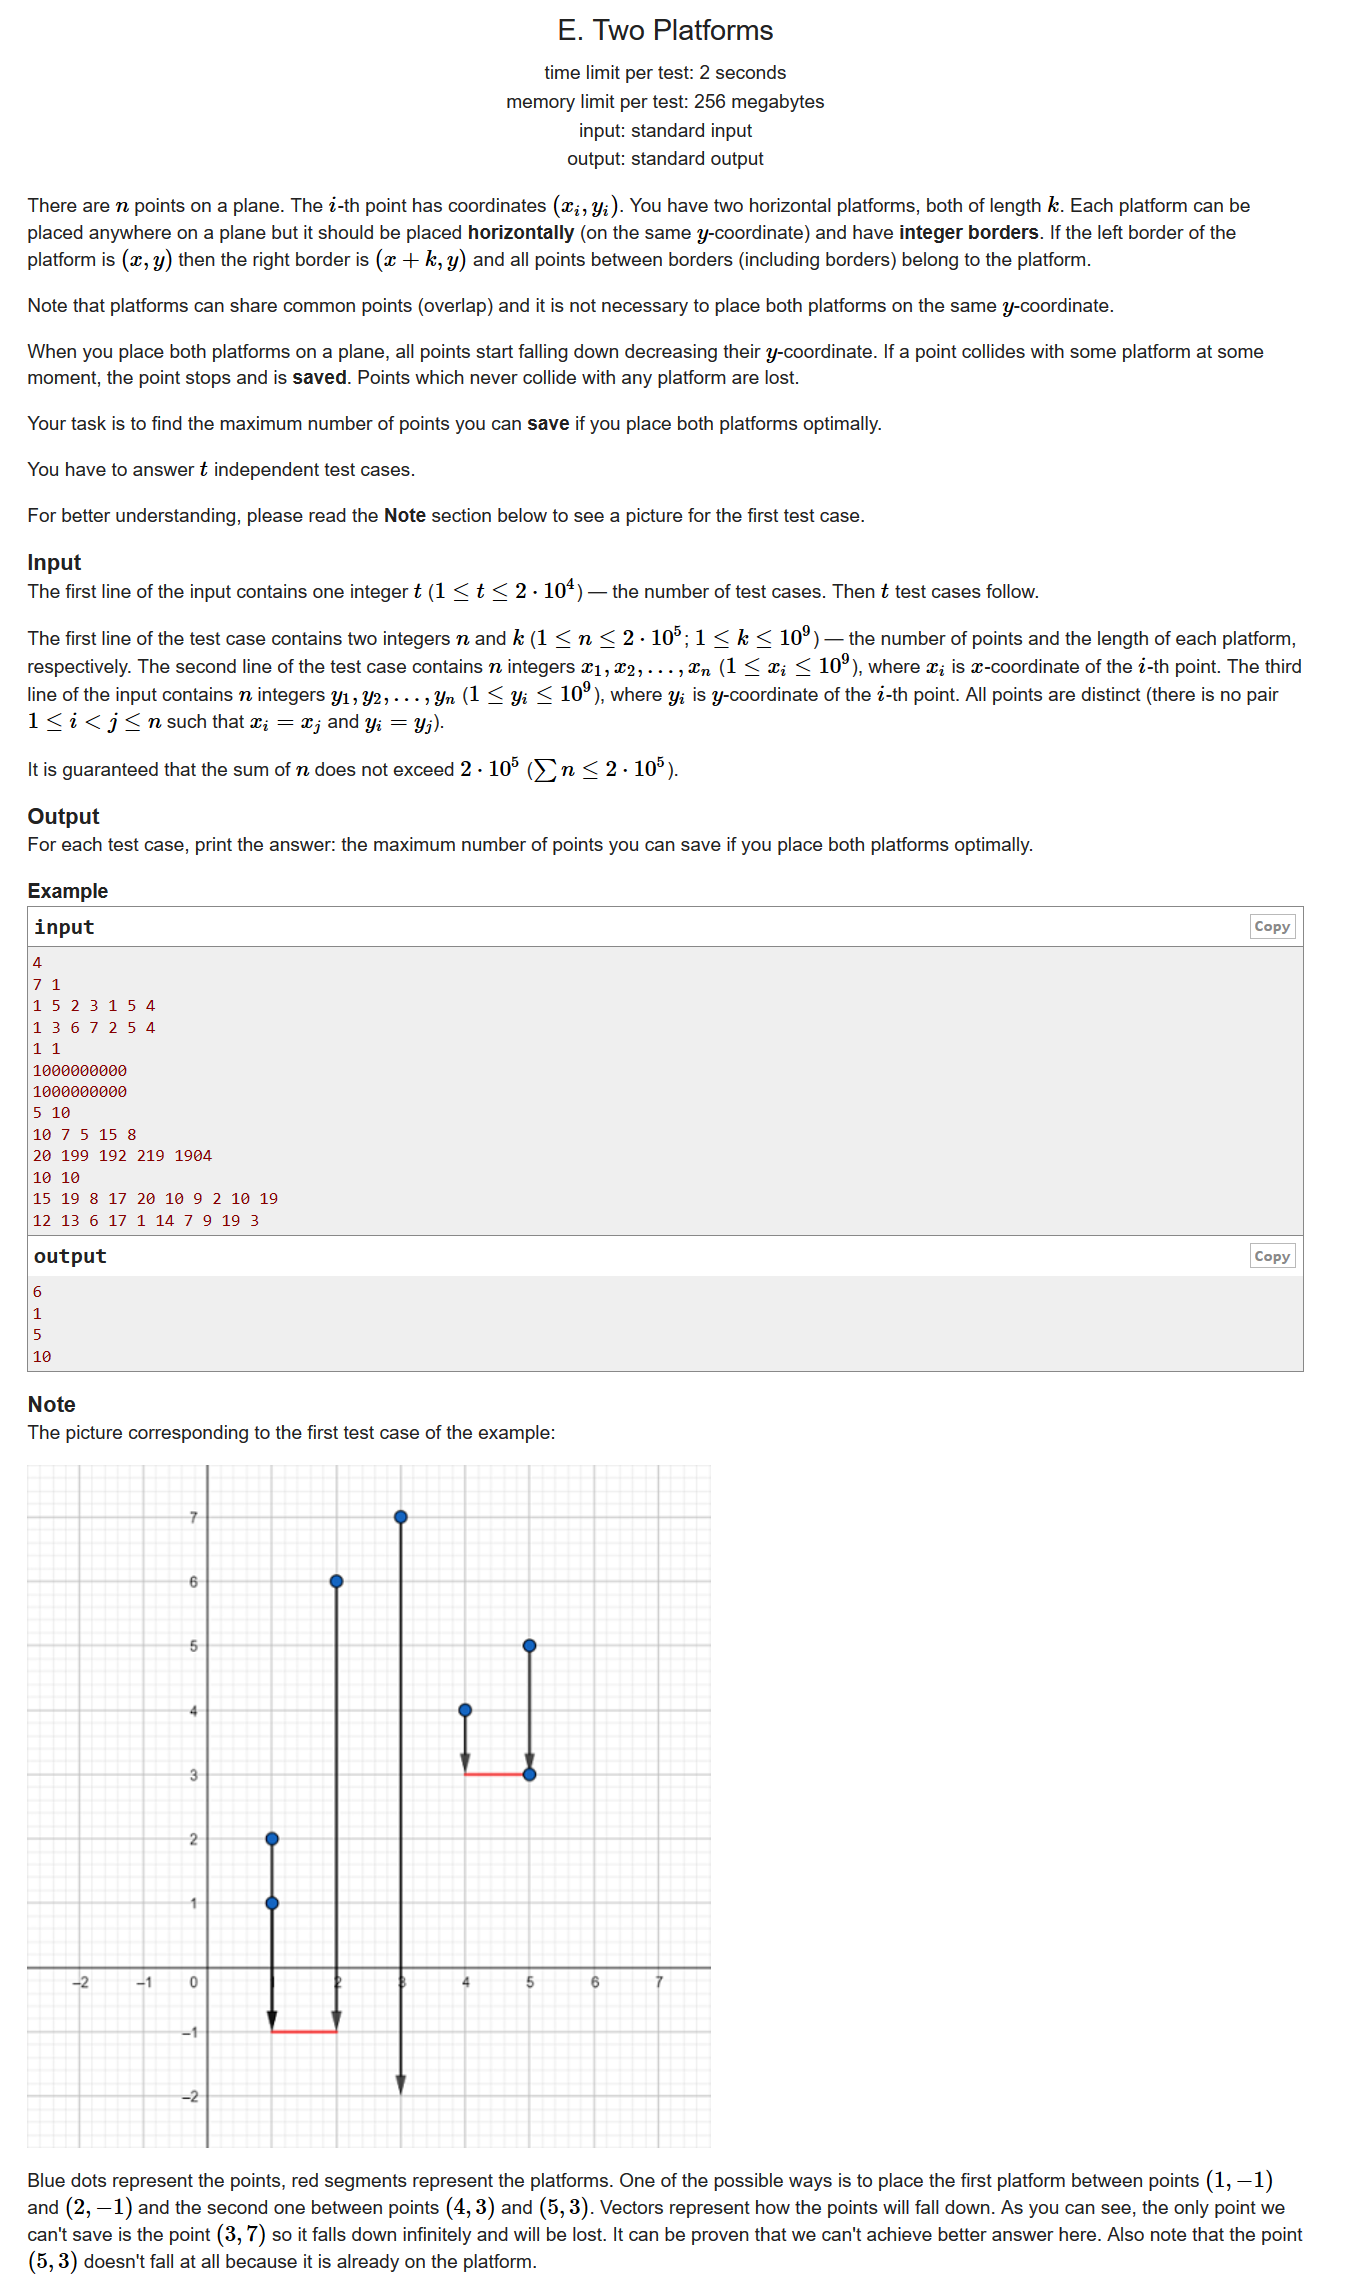 E. Two Platforms
time limit per test: 2 seconds
memory limit per test: 256 megabytes
input: standard input
output: standard output
There are n points on a plane. The i-th point has coordinates (x_i, y_i). You have two horizontal platforms, both of length k. Each platform can be
placed anywhere on a plane but it should be placed horizontally (on the same y-coordinate) and have integer borders. If the left border of the
platform is (x, y) then the right border is (x + k, y) and all points between borders (including borders) belong to the platform.
Note that platforms can share common points (overlap) and it is not necessary to place both platforms on the same y-coordinate.
When you place both platforms on a plane, all points start falling down decreasing their y-coordinate. If a point collides with some platform at some
moment, the point stops and is saved. Points which never collide with any platform are lost.
Your task is to find the maximum number of points you can save if you place both platforms optimally.
You have to answer t independent test cases.
For better understanding, please read the Note section below to see a picture for the first test case.
Input
The first line of the input contains one integer t (1 ≤ t ≤ 2 · 10^4) — the number of test cases. Then t test cases follow.
The first line of the test case contains two integers n and k (1 ≤ n ≤ 2 · 10^5; 1 ≤ k ≤ 10^9) — the number of points and the length of each platform,
respectively. The second line of the test case contains n integers x_1, x_2, . . . , x_n (1 ≤ x_i ≤ 10^9), where x_i is x-coordinate of the i-th point. The third
line of the input contains n integers y_1, y_2, . . . , y_n (1 ≤ y_i ≤ 10^9), where y_i is y-coordinate of the i-th point. All points are distinct (there is no pair
1 ≤ i < j ≤ n such that x_i = x_j and y_i = y_j).
It is guaranteed that the sum of n does not exceed 2 · 10^5 (∑ n ≤ 2 · 10^5).
Output
For each test case, print the answer: the maximum number of points you can save if you place both platforms optimally.
Example
input Copy
4
7 1
1 5 2 3 1 5 4
1 3 6 7 2 5 4
1 1
1000000000
1000000000
5 10
10 7 5 15 8
20 199 192 219 1904
10 10
15 19 8 17 20 10 9 2 10 19
12 13 6 17 1 14 7 9 19 3
output Copy
6
1
5
10
Note
The picture corresponding to the first test case of the example:
7
6
5
4
3
2
1
−2 −1 0 2 3 4 5 6 7
−1
−2
Blue dots represent the points, red segments represent the platforms. One of the possible ways is to place the first platform between points (1, −1)
and (2, −1) and the second one between points (4, 3) and (5, 3). Vectors represent how the points will fall down. As you can see, the only point we
can't save is the point (3, 7) so it falls down infinitely and will be lost. It can be proven that we can't achieve better answer here. Also note that the point
(5, 3) doesn't fall at all because it is already on the platform.